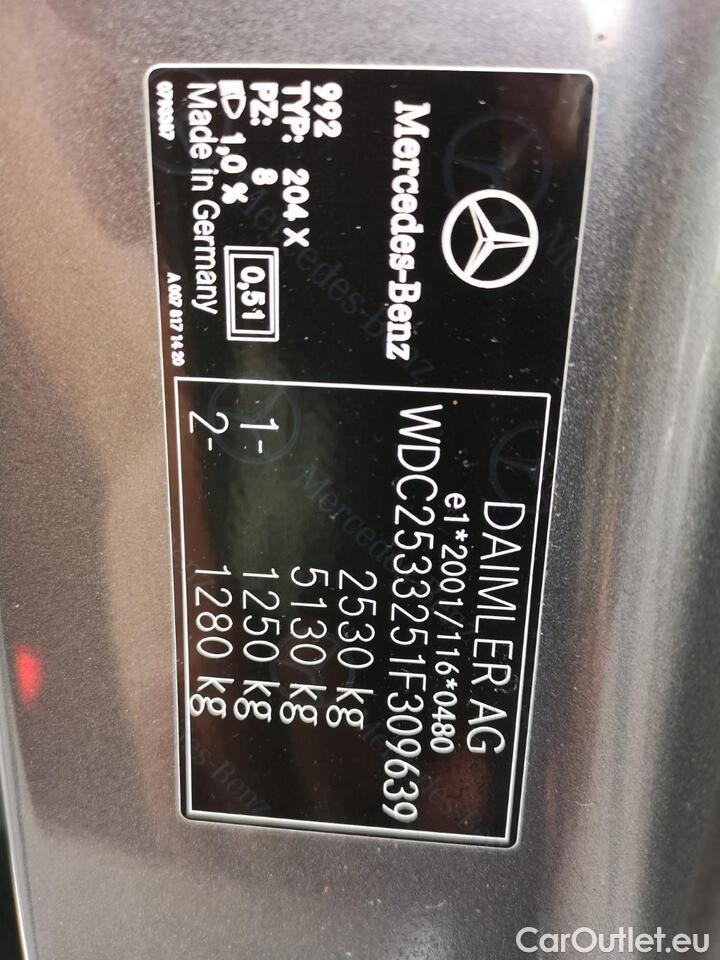 Mercedes-Benz
992
TYP: 204 X
PZ: 8
1,0 %
0,51
Made in Germany
A 007 817 14 20
DAIMLER AG
e1*2001/116*0480
WDC2533251F309639
2530 kg
5130 kg
1- 1250 kg
2- 1280 kg
CarOutlet.eu